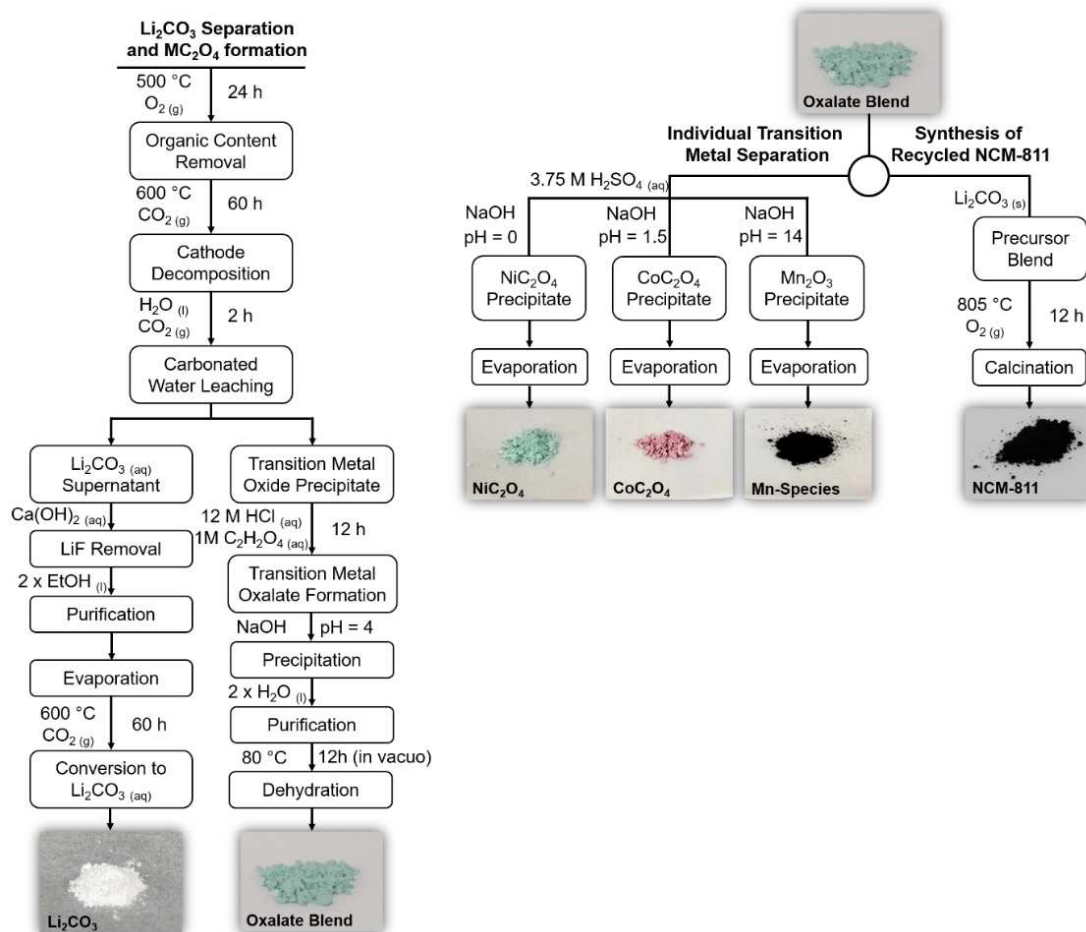 Li₂CO₃ Separation
and MC₂O₄ formation
500 °C
O₂ (g)
24 h
Organic Content
Removal
600 °C
CO₂ (g)
60 h
Cathode
Decomposition
H₂O (l)
CO₂ (g)
2 h
Carbonated
Water Leaching
Li₂CO₃ (aq)
Supernatant
Ca(OH)₂ (aq)
LiF Removal
2 x EtOH (l)
Purification
Evaporation
600 °C
CO₂ (g)
60 h
Conversion to
Li₂CO₃ (aq)
Li₂CO₃
Transition Metal
Oxide Precipitate
12 M HCl (aq)
1M C₂H₂O₄ (aq)
12 h
Transition Metal
Oxalate Formation
NaOH
pH = 4
Precipitation
2 x H₂O (l)
Purification
80 °C
12h (in vacuo)
Dehydration
Oxalate Blend
Oxalate Blend
Individual Transition
Metal Separation
Synthesis of
Recycled NCM-811
3.75 M H₂SO₄ (aq)
NaOH
pH = 0
NiC₂O₄
Precipitate
Evaporation
NiC₂O₄
NaOH
pH = 1.5
CoC₂O₄
Precipitate
Evaporation
CoC₂O₄
NaOH
pH = 14
Mn₂O₃
Precipitate
Evaporation
Mn-Species
Li₂CO₃ (s)
Precursor
Blend
805 °C
O₂ (g)
12 h
Calcination
NCM-811